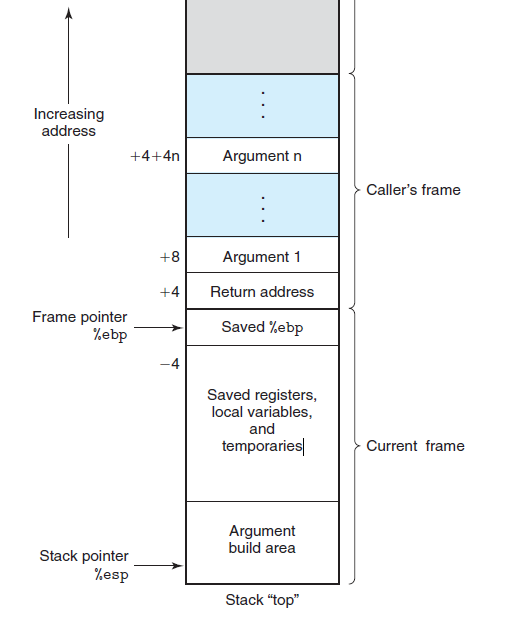 Increasing
address
+4+4n
Argument n
Caller's frame
+8
Argument 1
+4
Return address
Frame pointer
%ebp
Saved %ebp
−4
Saved registers,
local variables,
and
temporaries
Current frame
Argument
build area
Stack pointer
%esp
Stack “top”